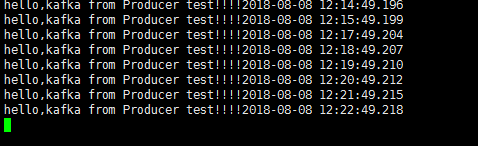 hello,kafka from Producer test!!!!2018-08-08 12:14:49.196
hello,kafka from Producer test!!!!2018-08-08 12:15:49.199
hello,kafka from Producer test!!!!2018-08-08 12:17:49.204
hello,kafka from Producer test!!!!2018-08-08 12:18:49.207
hello,kafka from Producer test!!!!2018-08-08 12:19:49.210
hello,kafka from Producer test!!!!2018-08-08 12:20:49.212
hello,kafka from Producer test!!!!2018-08-08 12:21:49.215
hello,kafka from Producer test!!!!2018-08-08 12:22:49.218